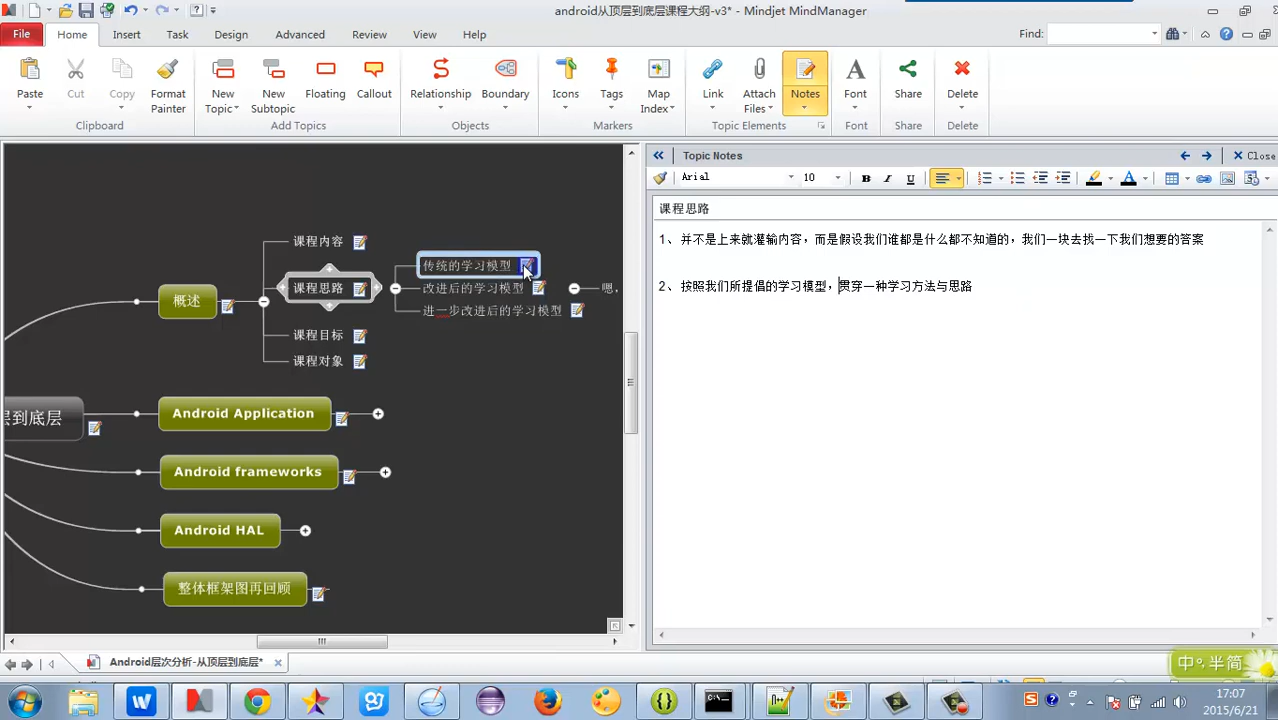 android从顶层到底层课程大纲-v3* - Mindjet MindManager
File Home Insert Task Design Advanced Review View Help Find:
Paste Cut Copy Format Painter New Topic New Subtopic Floating Callout Relationship Boundary Icons Tags Map Index Link Attach Files Notes Font Share Delete
Clipboard Add Topics Objects Markers Topic Elements Font Share Delete
Topic Notes Close
Arial 10 B I U A
课程思路
1、并不是上来就灌输内容，而是假设我们谁都是什么都不知道的，我们一块去找一下我们想要的答案
2、按照我们所提倡的学习模型，贯穿一种学习方法与思路
课程内容
传统的学习模型
课程思路
改进后的学习模型
嗯，
概述
进一步改进后的学习模型
课程目标
课程对象
层到底层
Android Application
Android frameworks
Android HAL
整体框架图再回顾
Android层次分析-从顶层到底层*
中 半简
17:07
2015/6/21